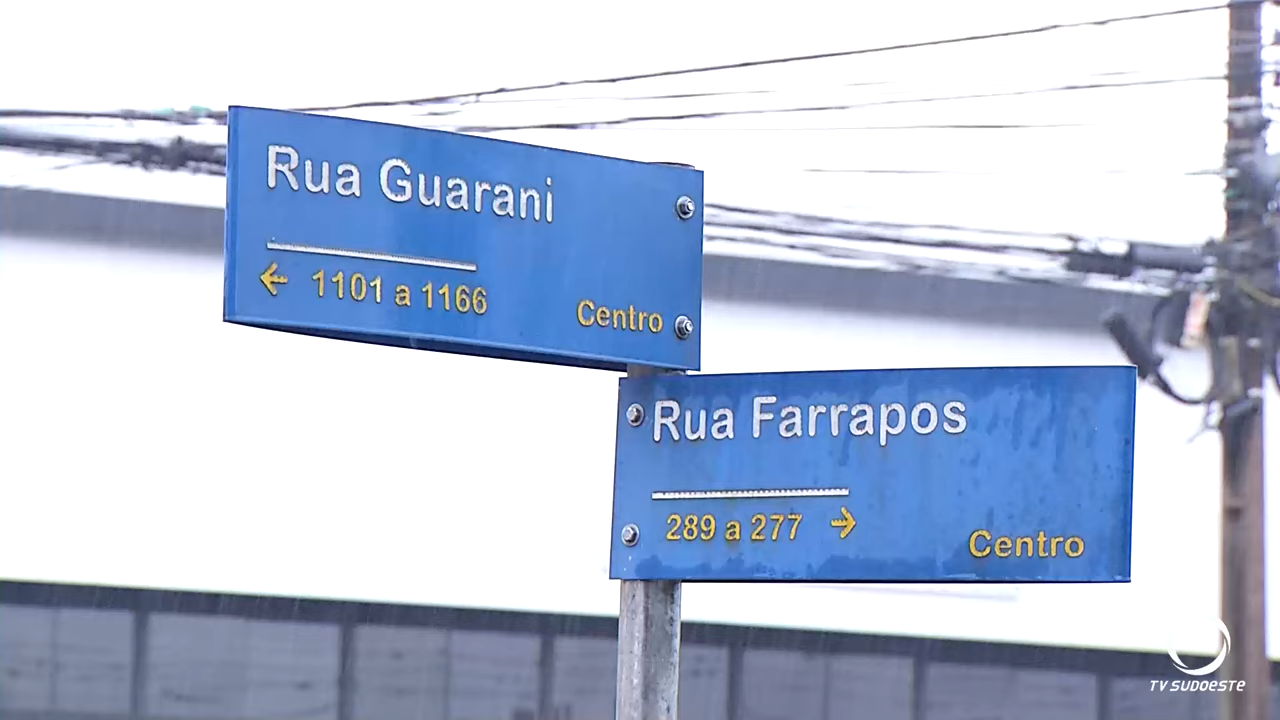 Rua Guarani
← 1101 a 1166
Centro
Rua Farrapos
289 a 277 →
Centro
TV SUDOESTE